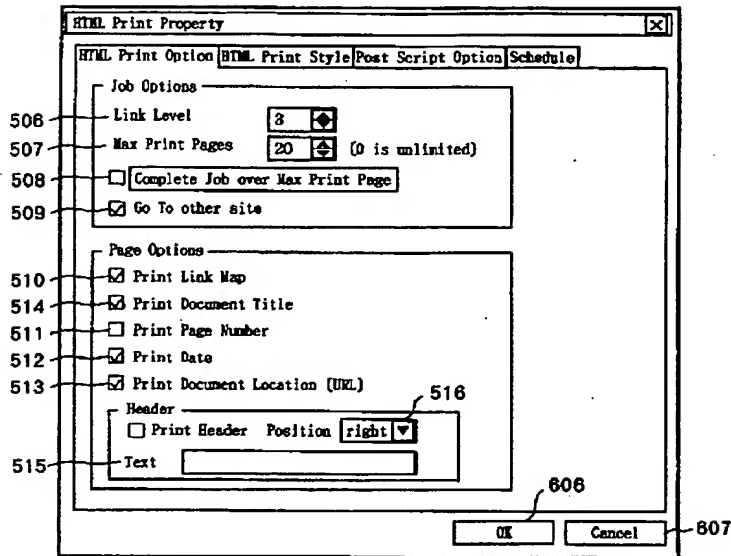 HTML Print Property
HTML Print Option HTML Print Style Post Script Option Schedule
Job Options
506 Link Level 3
507 Max Print Pages 20 (0 is unlimited)
508 Complete Job over Max Print Page
509 Go To other site
Page Options
510 Print Link Map
514 Print Document Title
511 Print Page Number
512 Print Date
513 Print Document Location (URL)
516
Header
Print Header Position right
515 Text
606
OK Cancel 607